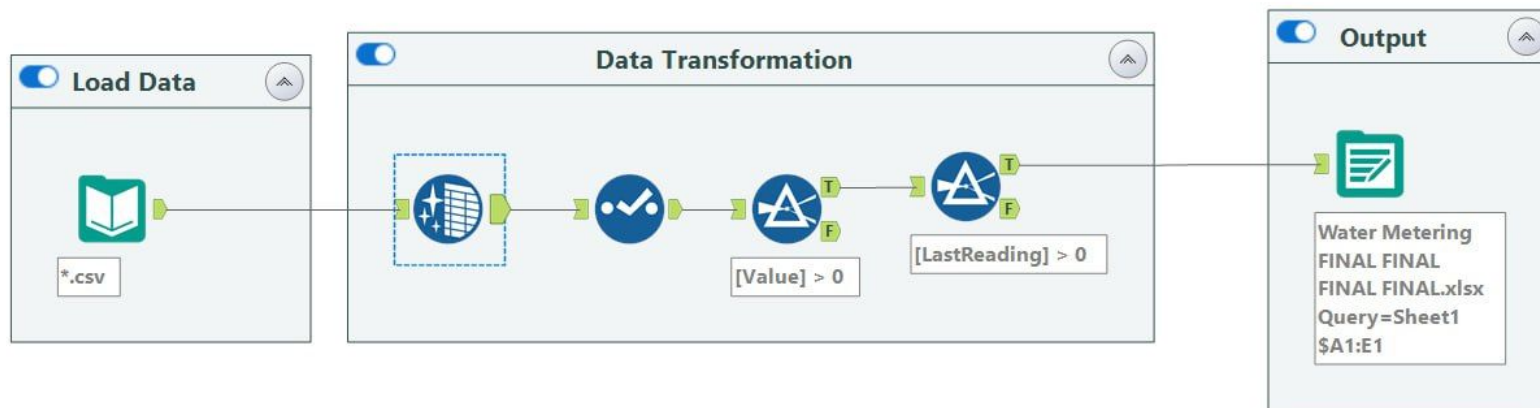 Load Data
*.csv
Data Transformation
T
F
[Value] > 0
T
F
[LastReading] > 0
Output
Water Metering
FINAL FINAL
FINAL FINAL.xlsx
Query=Sheet1
$A1:E1